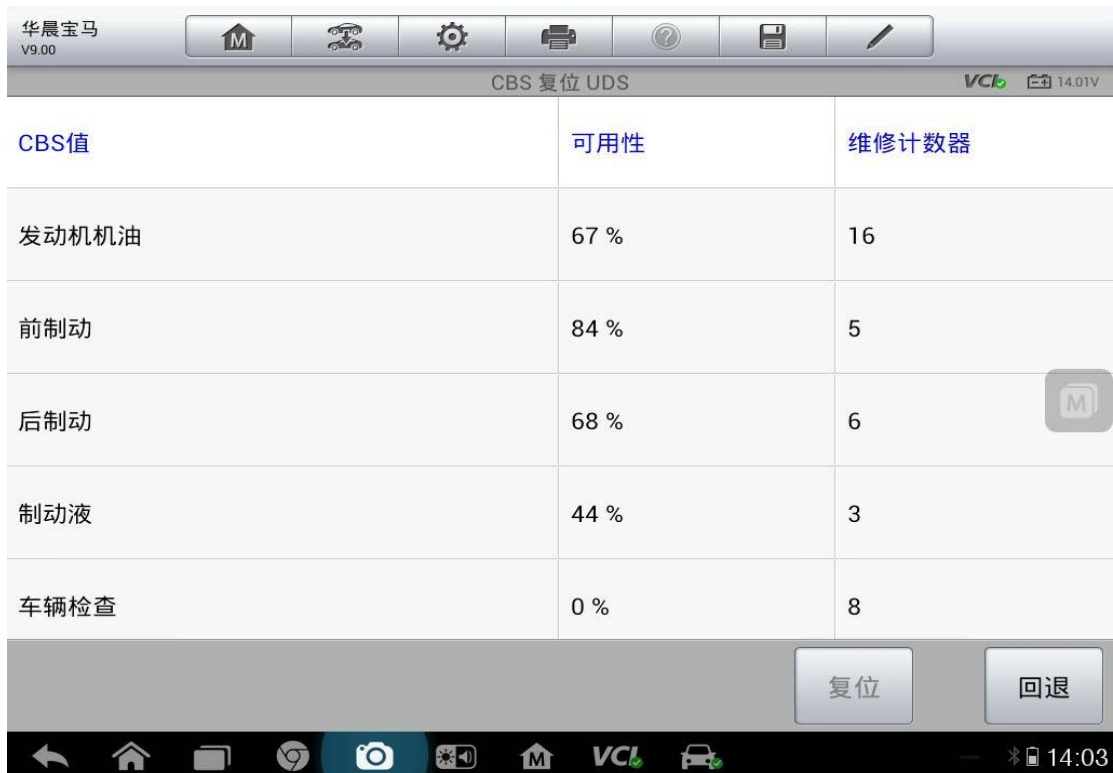 华晨宝马
V9.00
M
CBS 复位 UDS
VCI 14.01V
CBS值 可用性 维修计数器
发动机机油 67 % 16
前制动 84 % 5
后制动 68 % 6
M
制动液 44 % 3
车辆检查 0 % 8
复位 回退
M VCI 14:03